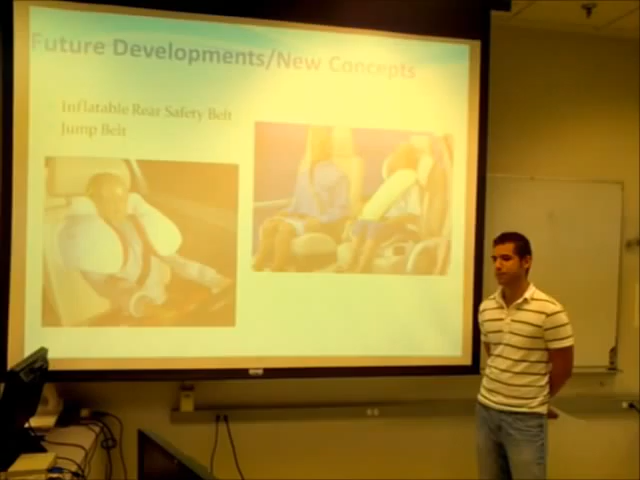 Future Developments/New Concepts
Inflatable Rear Safety Belt
Jump Belt